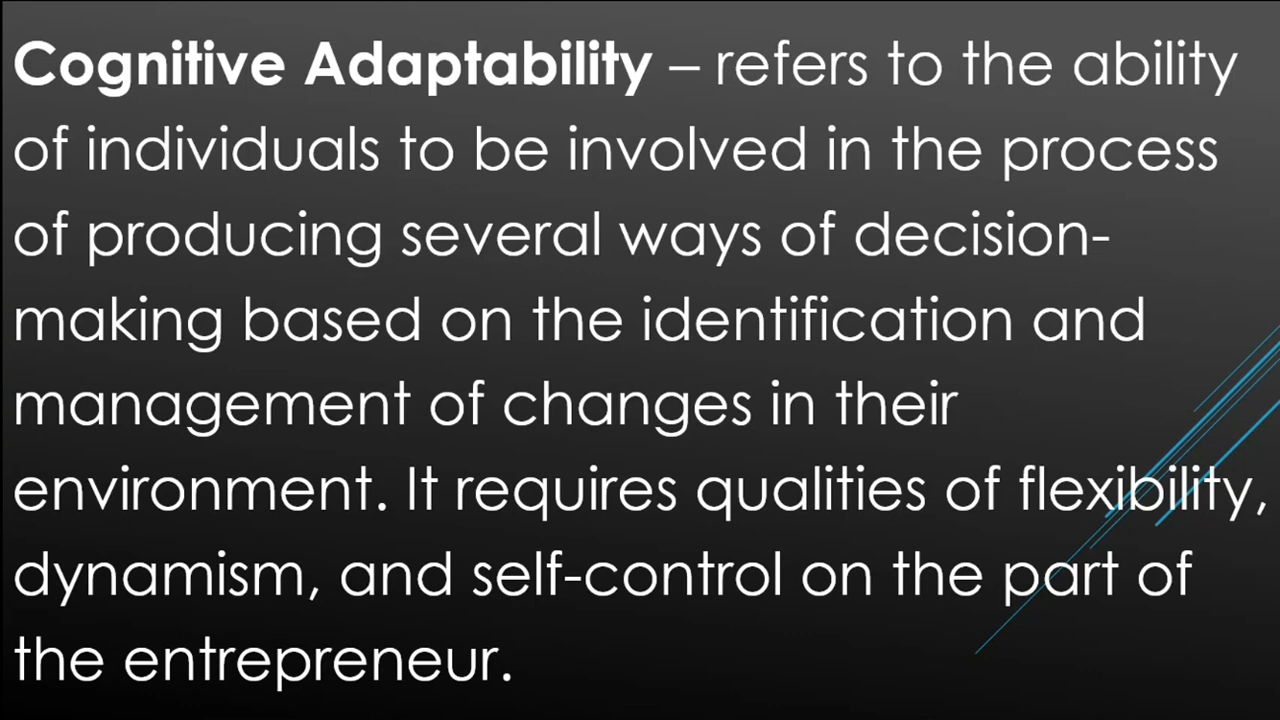 Cognitive Adaptability – refers to the ability
of individuals to be involved in the process
of producing several ways of decision-
making based on the identification and
management of changes in their
environment. It requires qualities of flexibility,
dynamism, and self-control on the part of
the entrepreneur.